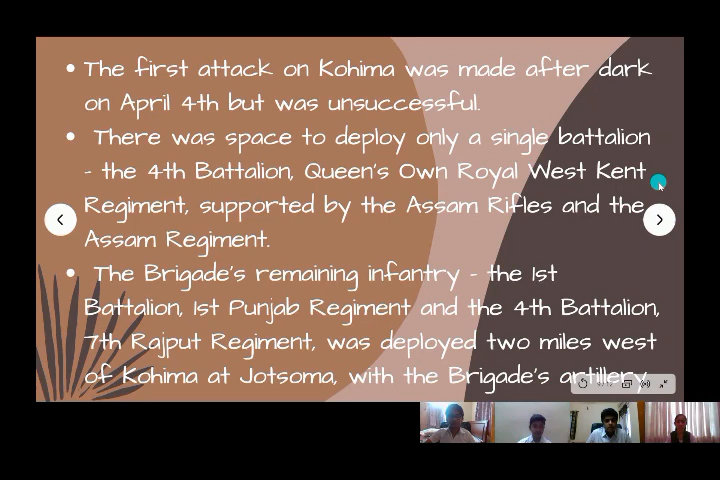 The first attack on Kohima was made after dark
on April 4th but was unsuccessful.
There was space to deploy only a single battalion
- the 4th Battalion, Queen's Own Royal West Kent
Regiment, supported by the Assam Rifles and the
Assam Regiment.
The Brigade's remaining infantry - the 1st
Battalion, 1st Punjab Regiment and the 4th Battalion,
7th Rajput Regiment, was deployed two miles west
of Kohima at Jotsoma, with the Brigade's artillery.